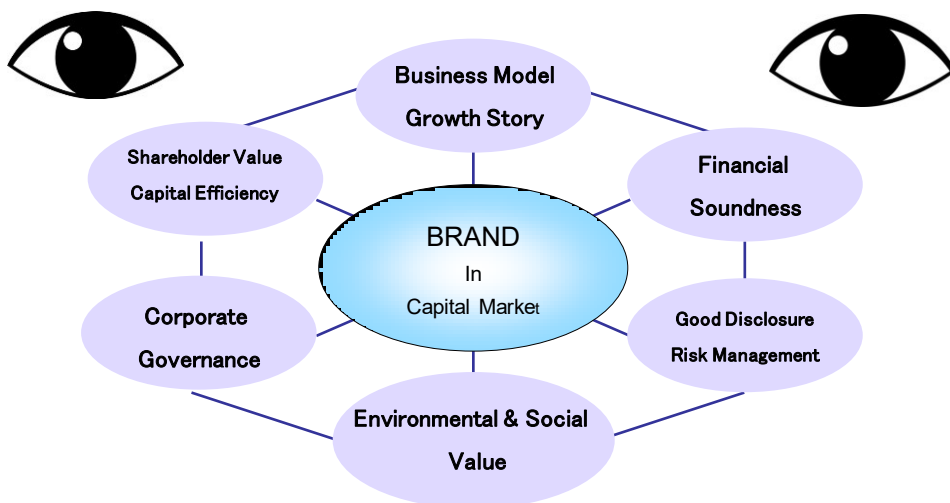 Business Model
Growth Story
Shareholder Value
Capital Efficiency
Financial
Soundness
BRAND
In
Capital Market
Corporate
Governance
Good Disclosure
Risk Management
Environmental & Social
Value